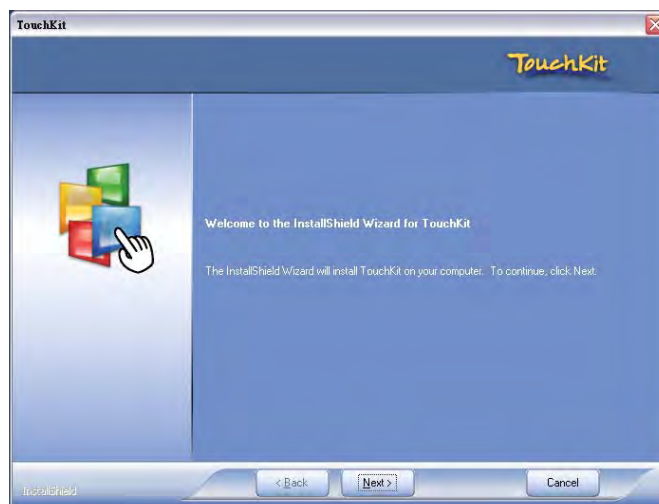 TouchKit
TouchKit
Welcome to the InstallShield Wizard for TouchKit
The InstallShield Wizard will install TouchKit on your computer. To continue, click Next.
InstallShield
< Back
Next >
Cancel